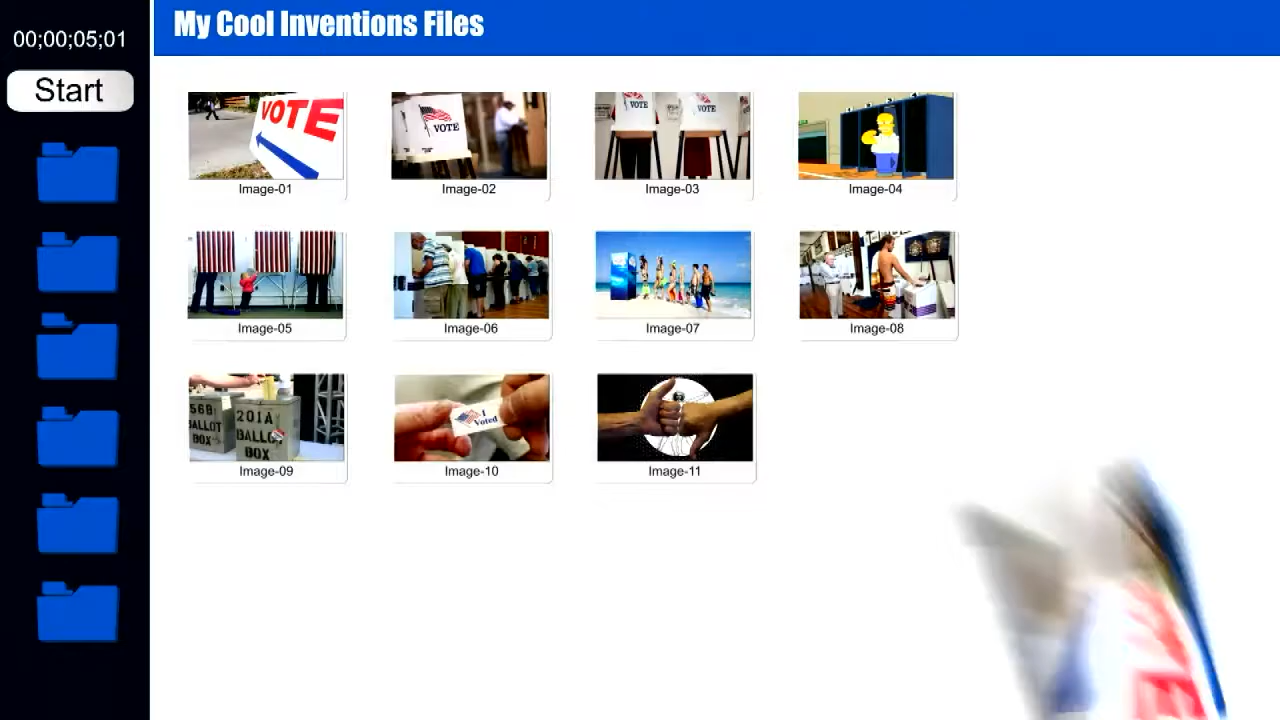 My Cool Inventions Files
00;00;05;01
Start
VOTE
VOTE
VOTE
VOTE
Image-01
Image-02
Image-03
Image-04
Image-05
Image-06
Image-07
Image-08
56B
BALLOT
BOX
201A
BALLOT
BOX
I
Voted
Image-09
Image-10
Image-11